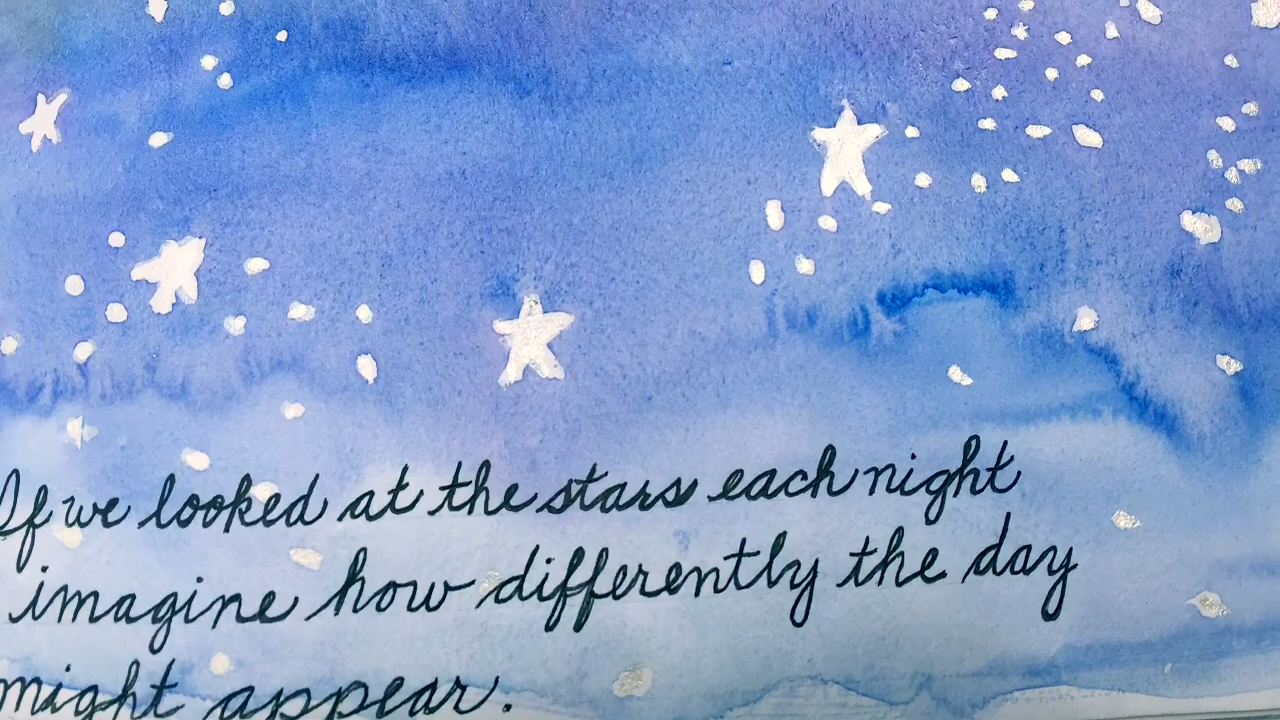 If we looked at the stars each night
imagine how differently the day
might appear.